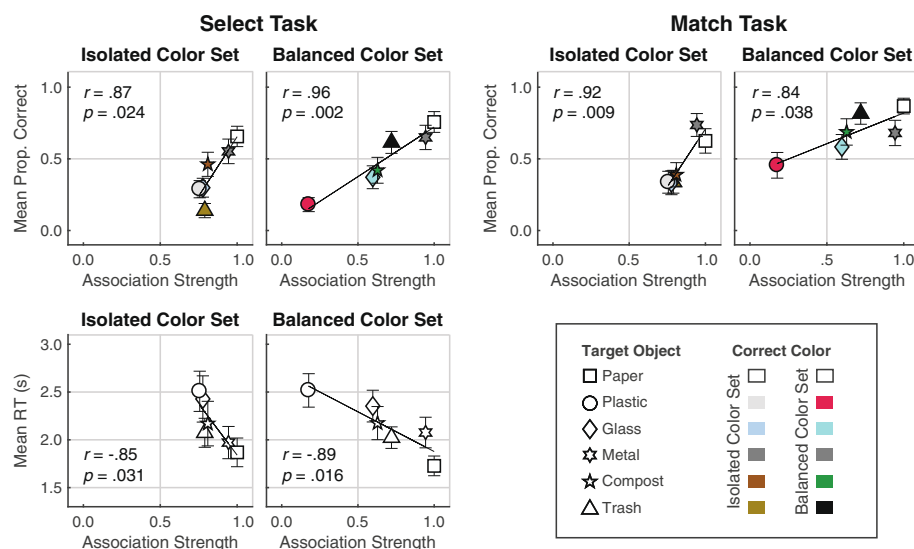 Select Task
Match Task
Isolated Color Set
Balanced Color Set
Isolated Color Set
Balanced Color Set
Mean Prop. Correct
1.0
0.5
0.0
r = .87
p = .024
r = .96
p = .002
0.0 0.5 1.0
0.0 .5 1.0
Association Strength
Association Strength
Mean Prop. Correct
1.0
0.5
0.0
r = .92
p = .009
r = .84
p = .038
0.0 0.5 1.0
0.0 .5 1.0
Association Strength
Association Strength
Isolated Color Set
Balanced Color Set
Mean RT (s)
3.0
2.5
2.0
1.5
r = -.85
p = .031
r = -.89
p = .016
0.0 0.5 1.0
0.0 0.5 1.0
Association Strength
Association Strength
Target Object
Correct Color
Paper
Plastic
Glass
Metal
Compost
Trash
Isolated Color Set
Balanced Color Set